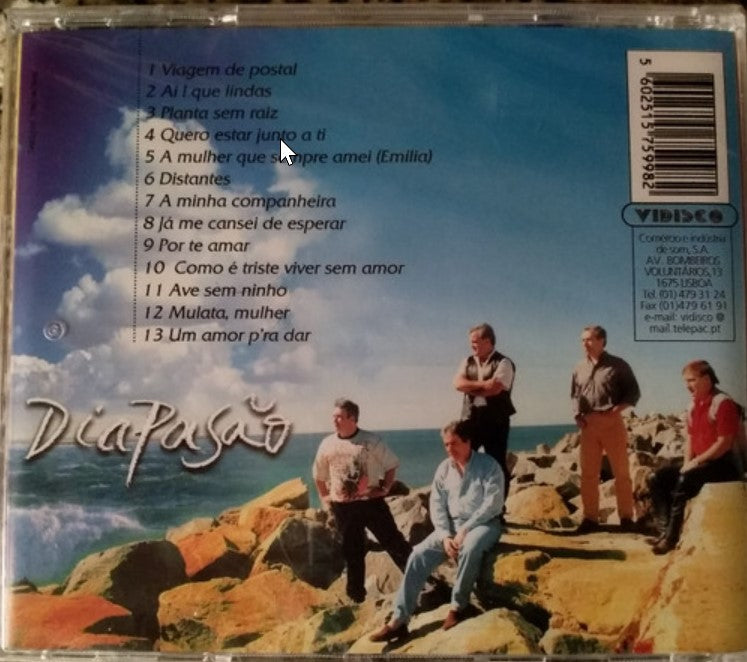 1 Viagem de postal
2 Ai ! que lindas
3 Planta sem raiz
4 Quero estar junto a ti
5 A mulher que sempre amei (Emilia)
6 Distantes
7 A minha companheira
8 Já me cansei de esperar
9 Por te amar
10 Como é triste viver sem amor
11 Ave sem ninho
12 Mulata, mulher
13 Um amor p'ra dar
DiaPasão
5 602515 759982
VIDISCO
Comércio e indústria
de som, S.A.
AV. BOMBEIROS
VOLUNTÁRIOS,13
1675 LISBOA
Tel. (01) 479 31 24
Fax (01)479 61 91
e-mail: vidisco @
mail.telepac.pt